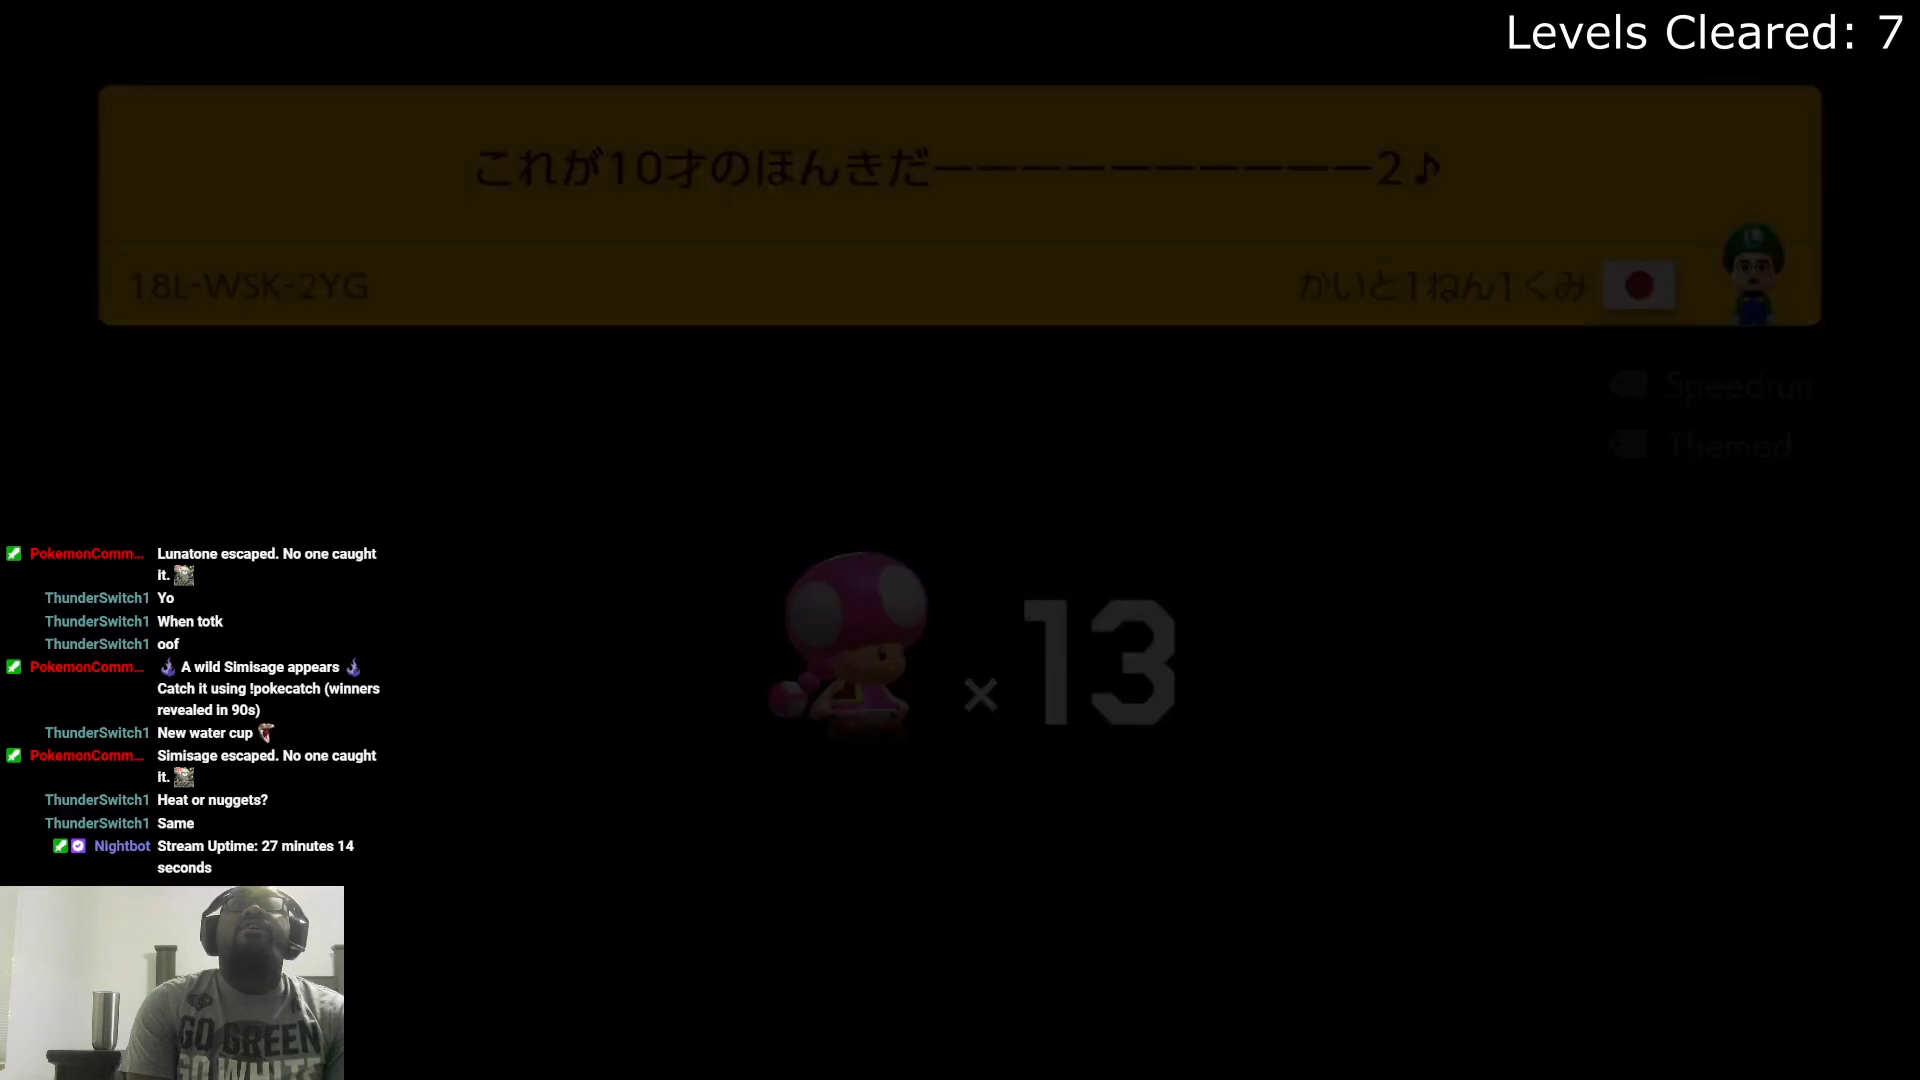 Levels Cleared: 7
これが10才のほんきだーーーーーーーーーー2♪
18L-WSK-2YG
かいと1ねん1くみ
Speedrun
Themed
× 13
PokemonComm... Lunatone escaped. No one caught
it.
ThunderSwitch1 Yo
ThunderSwitch1 When totk
ThunderSwitch1 oof
PokemonComm... A wild Simisage appears
Catch it using !pokecatch (winners
revealed in 90s)
ThunderSwitch1 New water cup
PokemonComm... Simisage escaped. No one caught
it.
ThunderSwitch1 Heat or nuggets?
ThunderSwitch1 Same
Nightbot Stream Uptime: 27 minutes 14
seconds
GO GREEN
GO WHITE